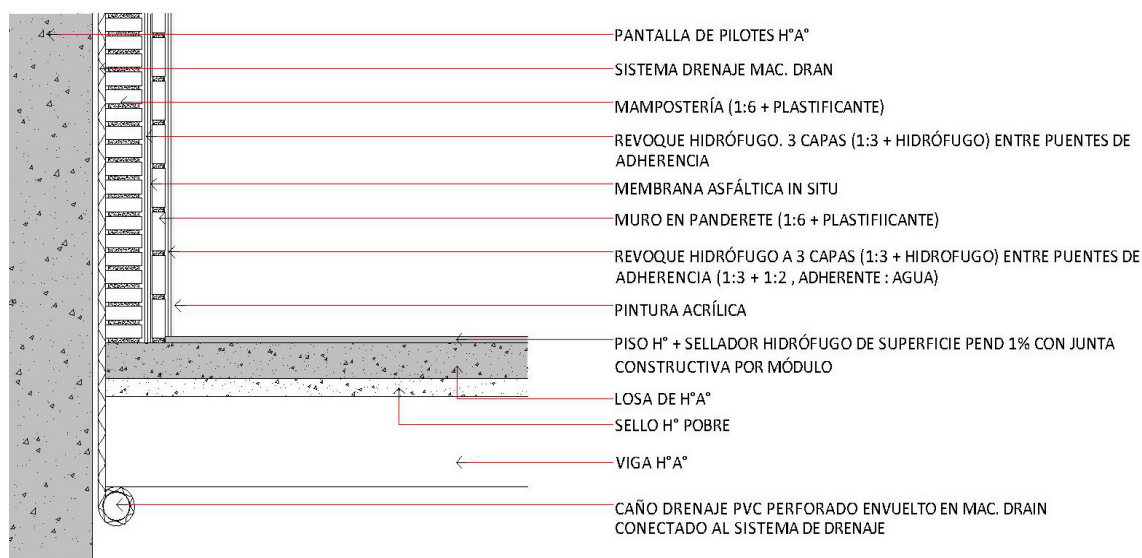 PANTALLA DE PILOTES H°A°
SISTEMA DRENAJE MAC. DRAN
MAMPOSTERÍA (1:6 + PLASTIFICANTE)
REVOQUE HIDRÓFUGO. 3 CAPAS (1:3 + HIDRÓFUGO) ENTRE PUENTES DE
ADHERENCIA
MEMBRANA ASFÁLTICA IN SITU
MURO EN PANDERETE (1:6 + PLASTIFIICANTE)
REVOQUE HIDRÓFUGO A 3 CAPAS (1:3 + HIDROFUGO) ENTRE PUENTES DE
ADHERENCIA (1:3 + 1:2 , ADHERENTE : AGUA)
PINTURA ACRÍLICA
PISO H° + SELLADOR HIDRÓFUGO DE SUPERFICIE PEND 1% CON JUNTA
CONSTRUCTIVA POR MÓDULO
LOSA DE H°A°
SELLO H° POBRE
VIGA H°A°
CAÑO DRENAJE PVC PERFORADO ENVUELTO EN MAC. DRAIN
CONECTADO AL SISTEMA DE DRENAJE